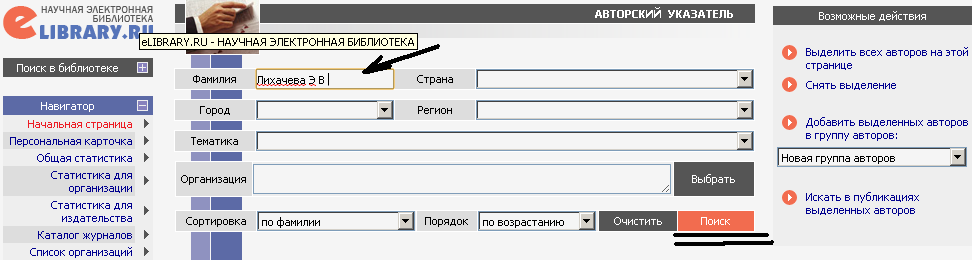 НАУЧНАЯ ЭЛЕКТРОННАЯ
БИБЛИОТЕКА
eLIBRARY.RU
eLIBRARY.RU - НАУЧНАЯ ЭЛЕКТРОННАЯ БИБЛИОТЕКА
Поиск в библиотеке
Навигатор
Начальная страница
Персональная карточка
Общая статистика
Статистика для
организации
Статистика для
издательства
Каталог журналов
Список организаций
АВТОРСКИЙ УКАЗАТЕЛЬ
Фамилия Лихачева Э В Страна
Город Регион
Тематика
Организация Выбрать
Сортировка по фамилии Порядок по возрастанию Очистить Поиск
Возможные действия
Выделить всех авторов на этой
странице
Снять выделение
Добавить выделенных авторов
в группу авторов:
Новая группа авторов
Искать в публикациях
выделенных авторов